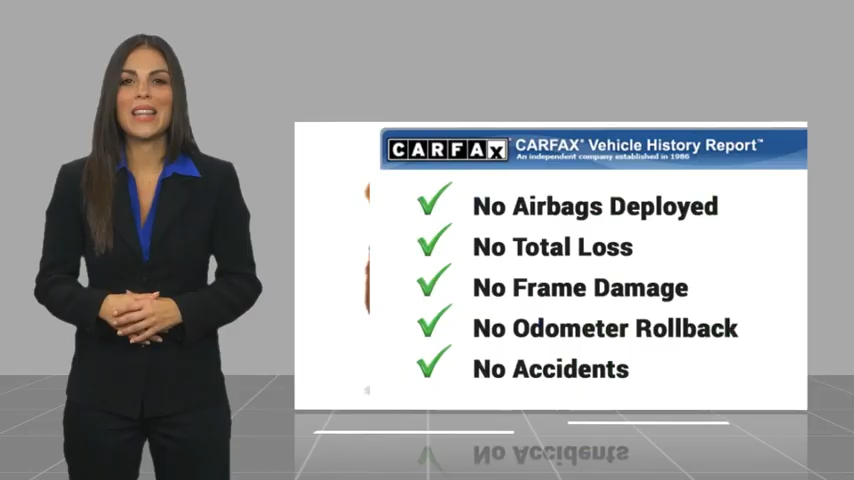 CARFAX
CARFAX® Vehicle History Report™
An independent company established in 1986
No Airbags Deployed
No Total Loss
No Frame Damage
No Odometer Rollback
No Accidents
No Accidents